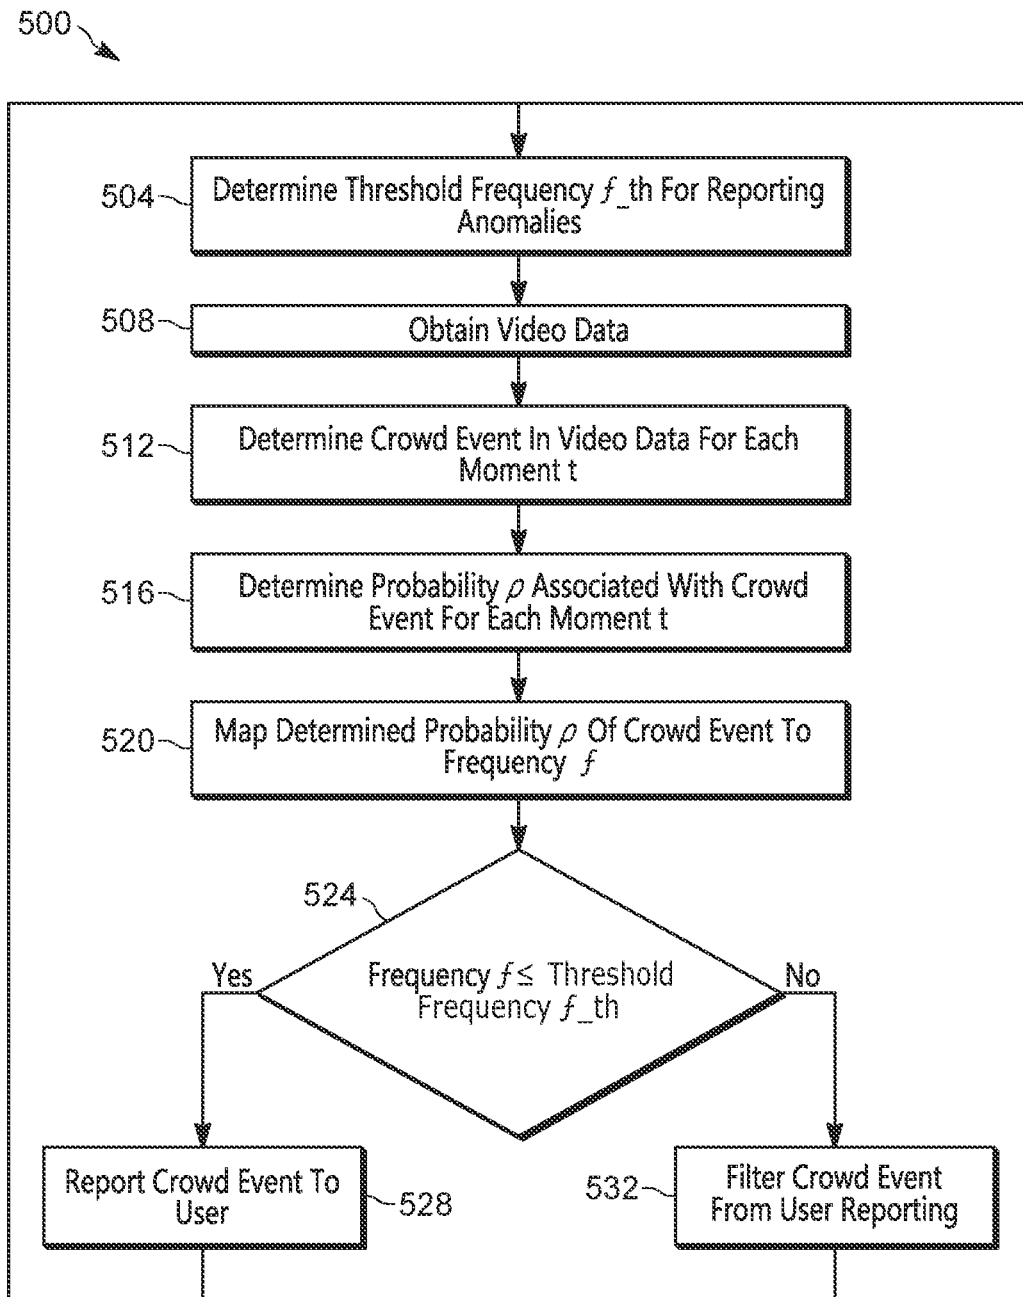 500
504
Determine Threshold Frequency f_th For Reporting
Anomalies
508
Obtain Video Data
512
Determine Crowd Event In Video Data For Each
Moment t
516
Determine Probability ρ Associated With Crowd
Event For Each Moment t
520
Map Determined Probability ρ Of Crowd Event To
Frequency f
524
Yes
Frequency f ≤ Threshold
Frequency f_th
No
Report Crowd Event To
User
528
532
Filter Crowd Event
From User Reporting